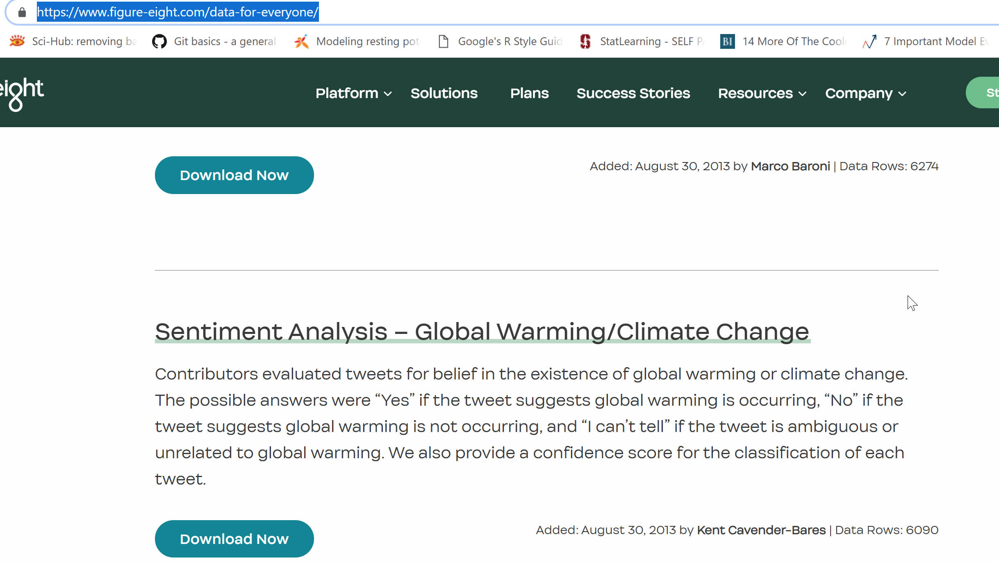 https://www.figure-eight.com/data-for-everyone/
Sci-Hub: removing ba Git basics - a general Modeling resting pot Google's R Style Guid StatLearning - SELF PA 14 More Of The Coole 7 Important Model Ev
eight Platform Solutions Plans Success Stories Resources Company St
Download Now Added: August 30, 2013 by Marco Baroni | Data Rows: 6274
Sentiment Analysis – Global Warming/Climate Change
Contributors evaluated tweets for belief in the existence of global warming or climate change.
The possible answers were “Yes” if the tweet suggests global warming is occurring, “No” if the
tweet suggests global warming is not occurring, and “I can’t tell” if the tweet is ambiguous or
unrelated to global warming. We also provide a confidence score for the classification of each
tweet.
Download Now Added: August 30, 2013 by Kent Cavender-Bares | Data Rows: 6090